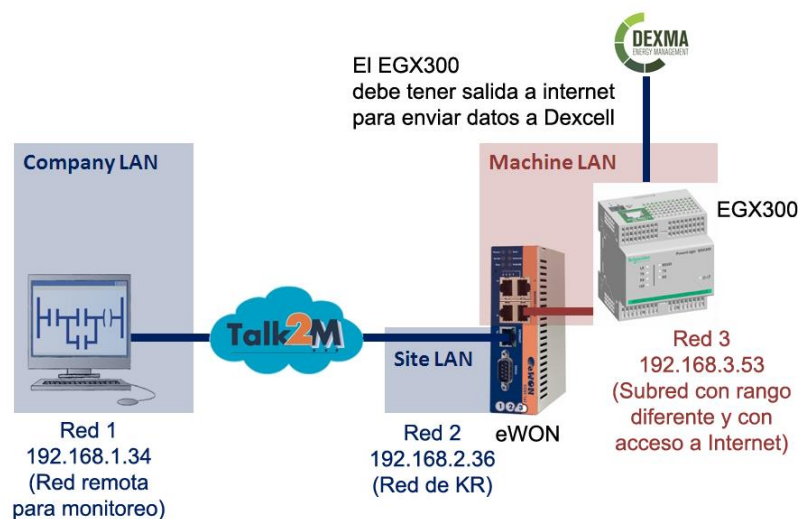 DEXMA
ENERGY MANAGEMENT
El EGX300
debe tener salida a internet
para enviar datos a Dexcell
Company LAN
Machine LAN
EGX300
Talk2M
Site LAN
eWON
Red 1
192.168.1.34
(Red remota
para monitoreo)
Red 2
192.168.2.36
(Red de KR)
eWON
Red 3
192.168.3.53
(Subred con rango
diferente y con
acceso a Internet)